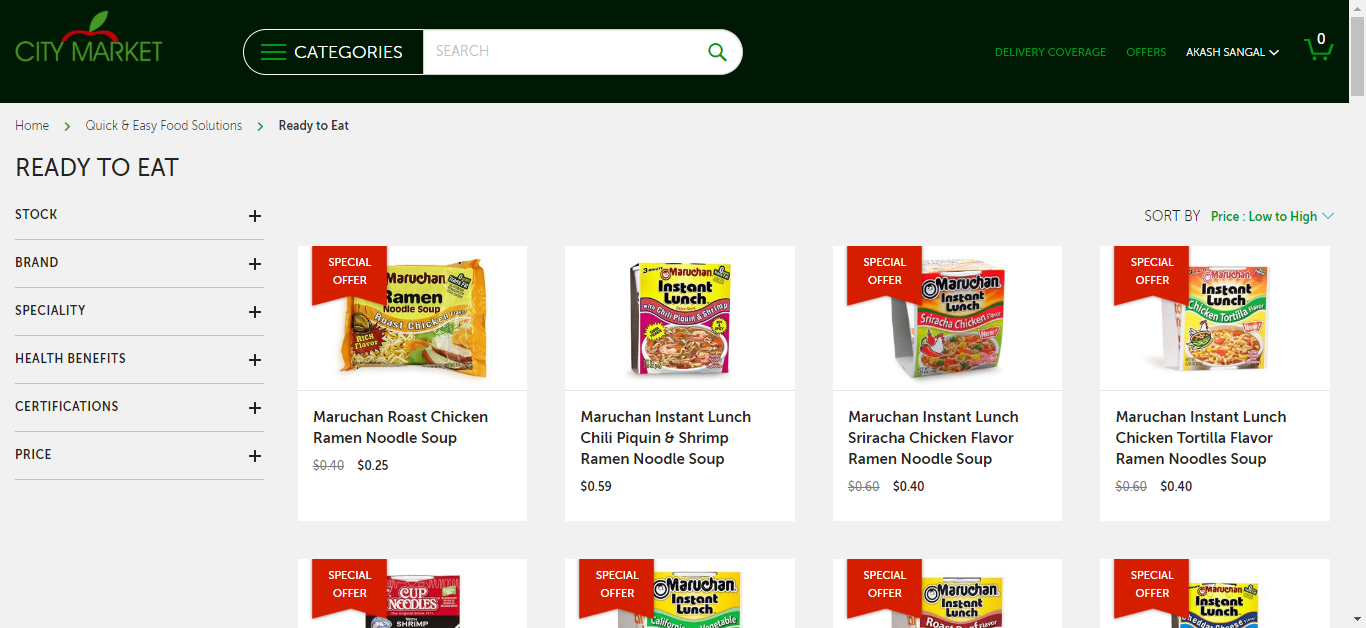 CITY MARKET
CATEGORIES
SEARCH
DELIVERY COVERAGE
OFFERS
AKASH SANGAL
0
Home
Quick & Easy Food Solutions
Ready to Eat
READY TO EAT
STOCK
BRAND
SPECIALITY
HEALTH BENEFITS
CERTIFICATIONS
PRICE
SORT BY Price : Low to High
SPECIAL
OFFER
Maruchan
Ramen
Noodle Soup
Roast Chicken Flavor
Rich
Flavor
Maruchan Roast Chicken
Ramen Noodle Soup
$0.40 $0.25
Maruchan
Instant
Lunch
with Chili Piquin & Shrimp
Maruchan Instant Lunch
Chili Piquin & Shrimp
Ramen Noodle Soup
$0.59
SPECIAL
OFFER
Maruchan
Instant
Lunch
Sriracha Chicken Flavor
Maruchan Instant Lunch
Sriracha Chicken Flavor
Ramen Noodle Soup
$0.60 $0.40
SPECIAL
OFFER
Maruchan
Instant
Lunch
Chicken Tortilla Flavor
Maruchan Instant Lunch
Chicken Tortilla Flavor
Ramen Noodles Soup
$0.60 $0.40
SPECIAL
OFFER
CUP
NOODLES
WITH SHRIMP
SPECIAL
OFFER
Maruchan
Instant
Lunch
California Vegetable
SPECIAL
OFFER
Maruchan
Instant
Lunch
Roast Beef Flavor
SPECIAL
OFFER
Maruchan
Instant
Lunch
Cheddar Cheese